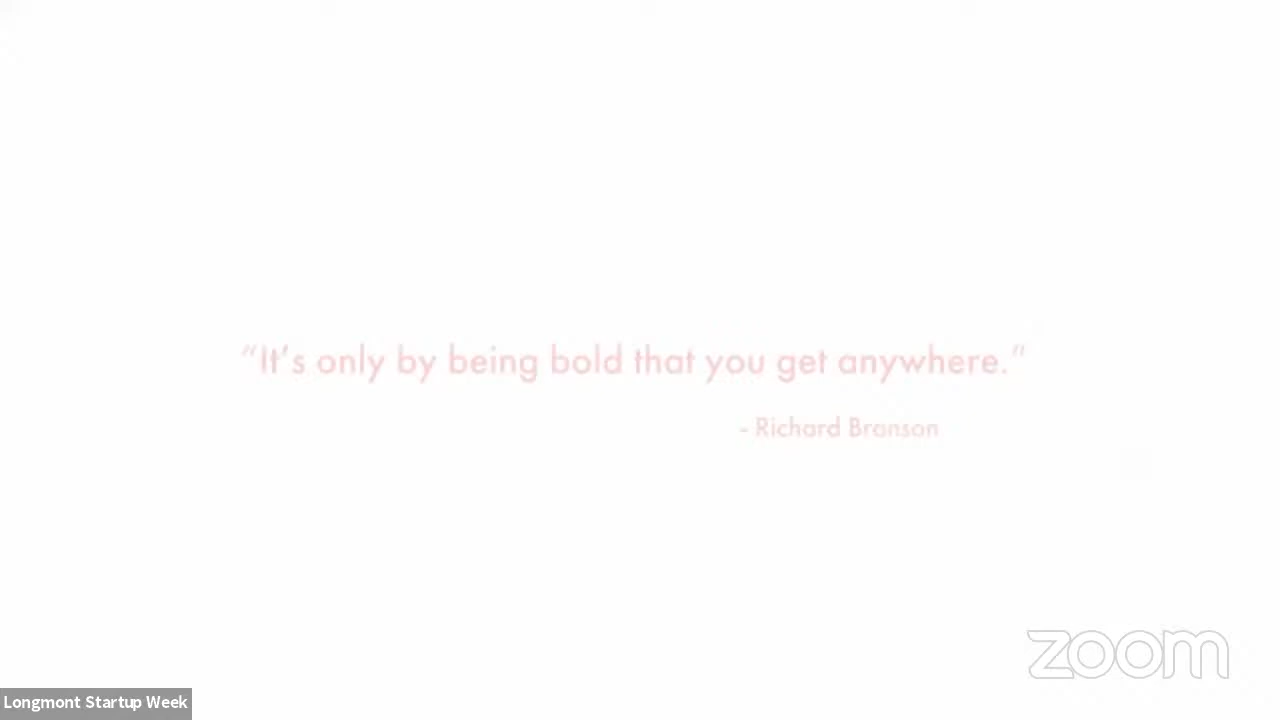 “It’s only by being bold that you get anywhere.”
- Richard Branson
zoom
Longmont Startup Week